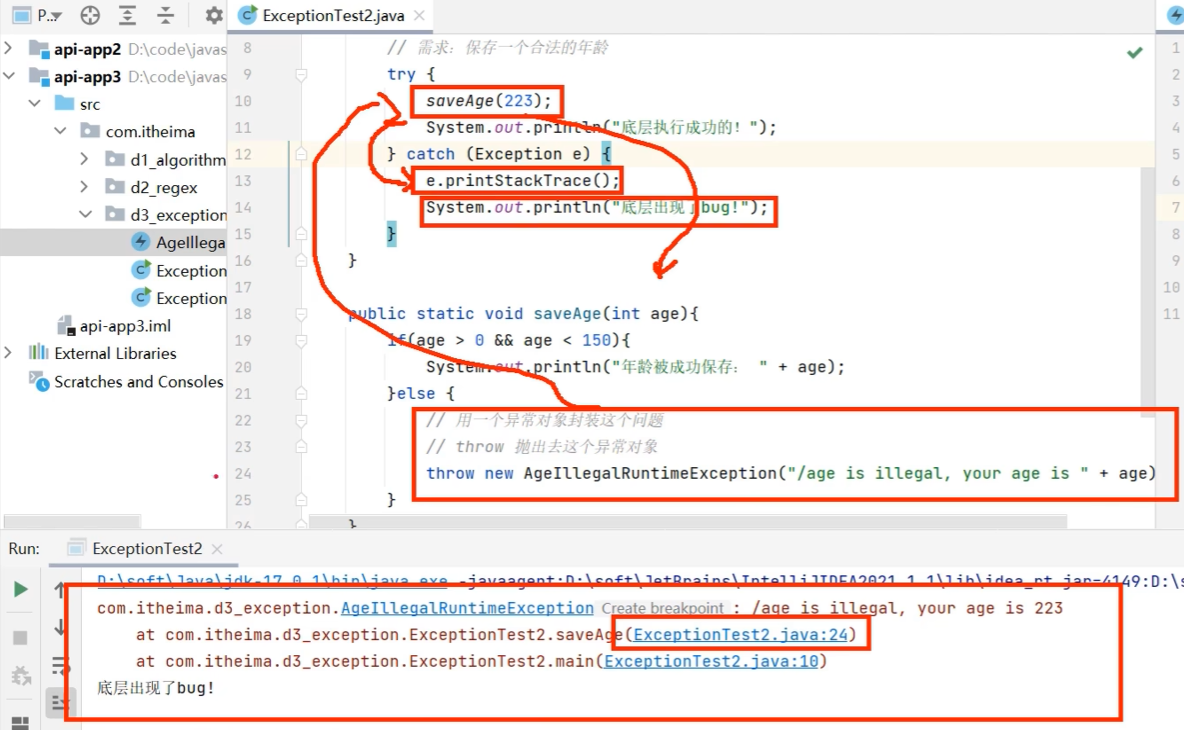 P...
ExceptionTest2.java
api-app2 D:\code\javas
api-app3 D:\code\javas
src
com.itheima
d1_algorithm
d2_regex
d3_exception
AgeIllega
Exception
Exception
api-app3.iml
External Libraries
Scratches and Consoles
8 // 需求：保存一个合法的年龄
9 try {
10 saveAge(223);
11 System.out.println("底层执行成功的！");
12 } catch (Exception e) {
13 e.printStackTrace();
14 System.out.println("底层出现了bug!");
15 }
16 }
17
18 public static void saveAge(int age){
19 if(age > 0 && age < 150){
20 System.out.println("年龄被成功保存： " + age);
21 }else {
22 // 用一个异常对象封装这个问题
23 // throw 抛出去这个异常对象
24 throw new AgeIllegalRuntimeException("/age is illegal, your age is " + age)
25 }
26 }
1
2
3
4
5
6
7
8
9
10
11
Run: ExceptionTest2
D:\soft\Java\jdk-17.0.1\bin\java.exe -javaagent:D:\soft\JetBrains\IntelliJIDEA2021.1.1\lib\idea_rt.jar=4149:D:\s
com.itheima.d3_exception.AgeIllegalRuntimeException Create breakpoint : /age is illegal, your age is 223
at com.itheima.d3_exception.ExceptionTest2.saveAge(ExceptionTest2.java:24)
at com.itheima.d3_exception.ExceptionTest2.main(ExceptionTest2.java:10)
底层出现了bug!